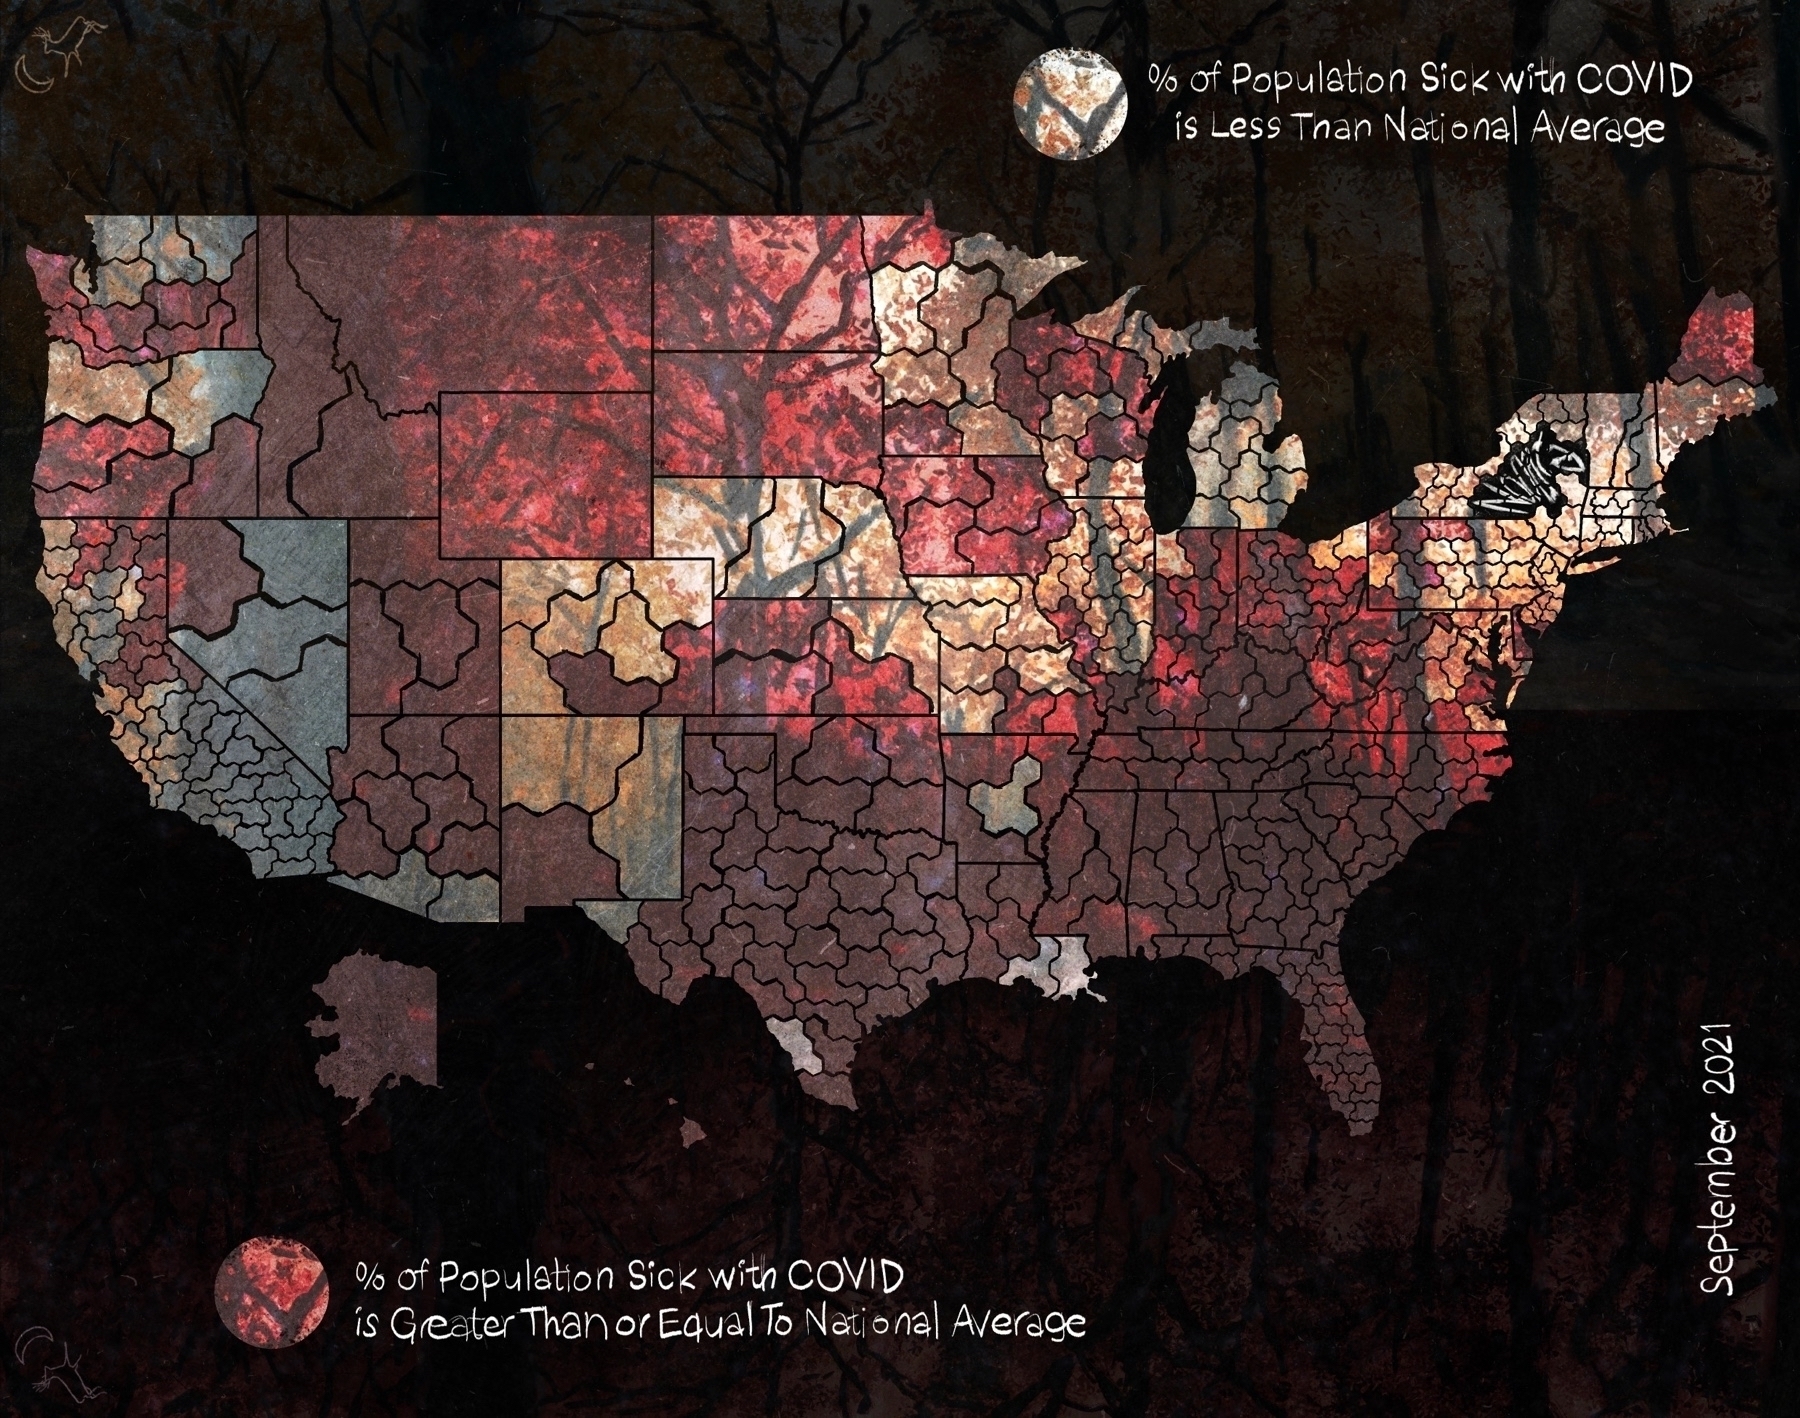 % of Population Sick with COVID
is Less Than National Average
% of Population Sick with COVID
is Greater Than or Equal To National Average
September 2021